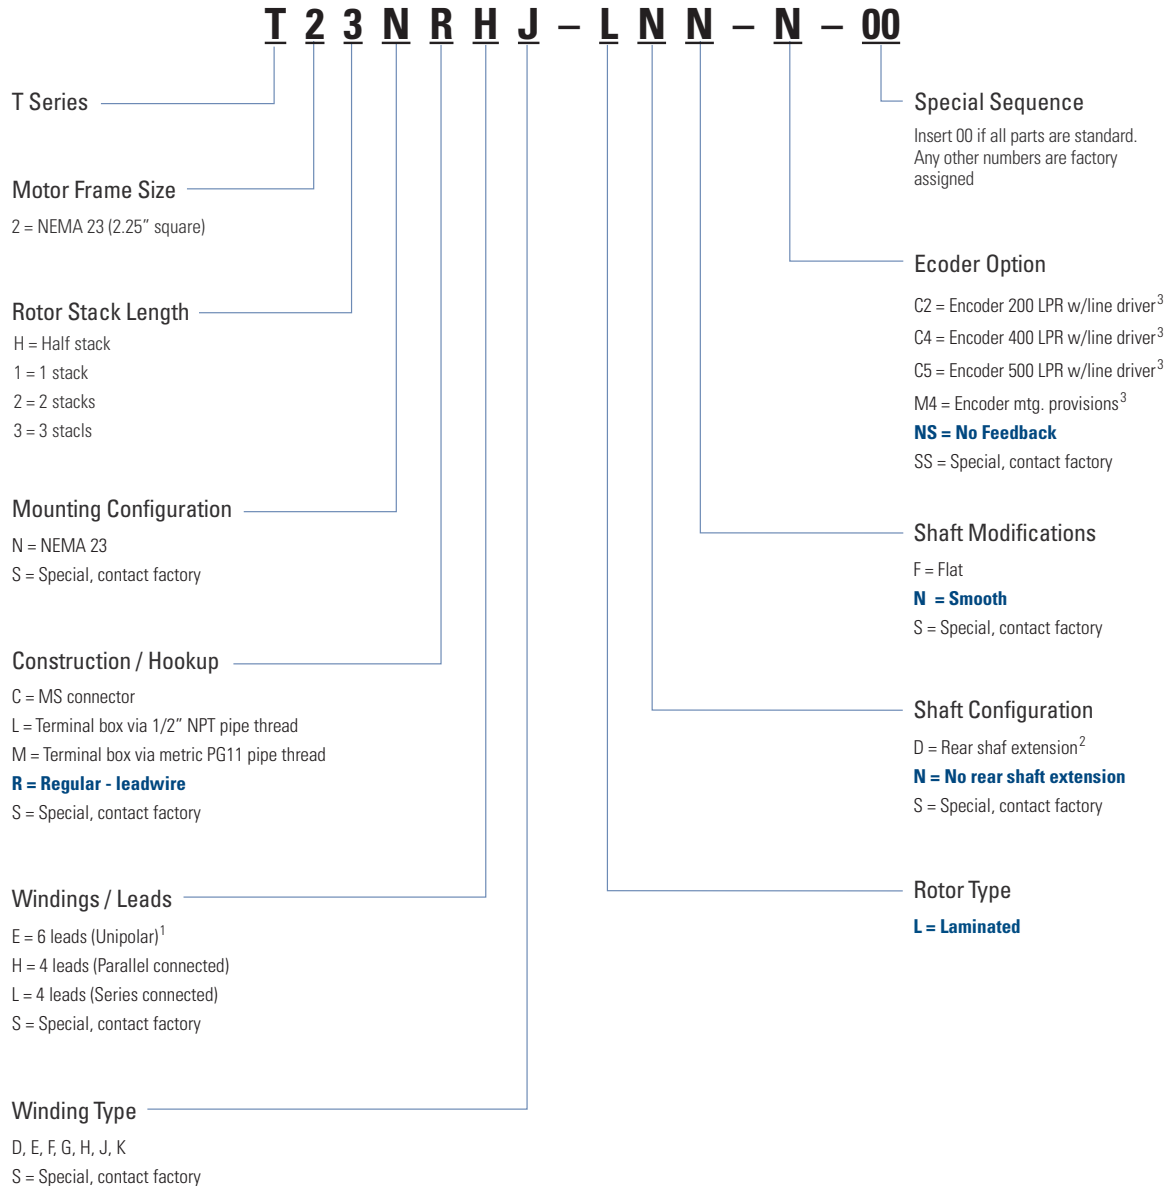 T 2 3 N R H J – L N N – N – 00
T Series
Motor Frame Size
2 = NEMA 23 (2.25” square)
Rotor Stack Length
H = Half stack
1 = 1 stack
2 = 2 stacks
3 = 3 stacls
Mounting Configuration
N = NEMA 23
S = Special, contact factory
Construction / Hookup
C = MS connector
L = Terminal box via 1/2” NPT pipe thread
M = Terminal box via metric PG11 pipe thread
R = Regular - leadwire
S = Special, contact factory
Windings / Leads
E = 6 leads (Unipolar)1
H = 4 leads (Parallel connected)
L = 4 leads (Series connected)
S = Special, contact factory
Winding Type
D, E, F, G, H, J, K
S = Special, contact factory
Special Sequence
Insert 00 if all parts are standard.
Any other numbers are factory
assigned
Ecoder Option
C2 = Encoder 200 LPR w/line driver3
C4 = Encoder 400 LPR w/line driver3
C5 = Encoder 500 LPR w/line driver3
M4 = Encoder mtg. provisions3
NS = No Feedback
SS = Special, contact factory
Shaft Modifications
F = Flat
N = Smooth
S = Special, contact factory
Shaft Configuration
D = Rear shaf extension2
N = No rear shaft extension
S = Special, contact factory
Rotor Type
L = Laminated